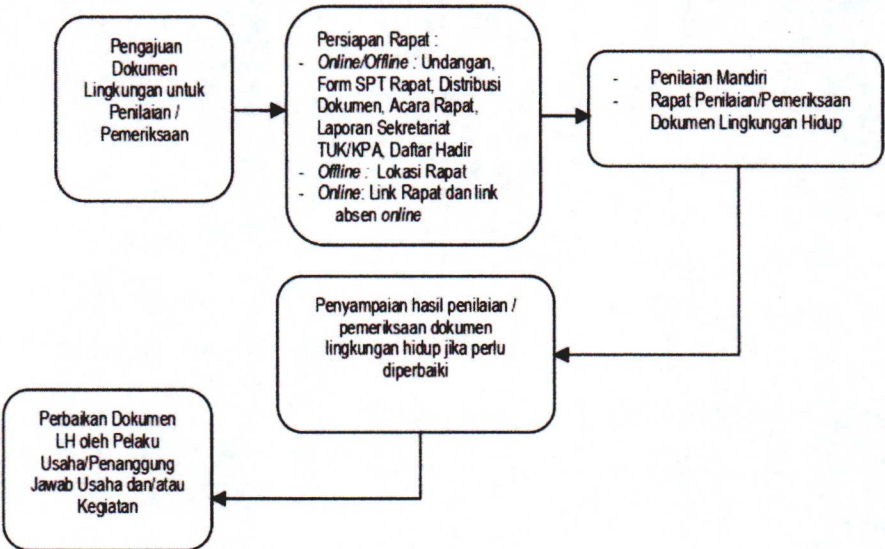 Pengajuan
Dokumen
Lingkungan untuk
Penilaian /
Pemeriksaan
Persiapan Rapat :
- Online/Offline : Undangan,
Form SPT Rapat, Distribusi
Dokumen, Acara Rapat,
Laporan Sekretariat
TUK/KPA, Daftar Hadir
- Offline : Lokasi Rapat
- Online: Link Rapat dan link
absen online
- Penilaian Mandiri
- Rapat Penilaian/Pemeriksaan
Dokumen Lingkungan Hidup
Penyampaian hasil penilaian /
pemeriksaan dokumen
lingkungan hidup jika perlu
diperbaiki
Perbaikan Dokumen
LH oleh Pelaku
Usaha/Penanggung
Jawab Usaha dan/atau
Kegiatan